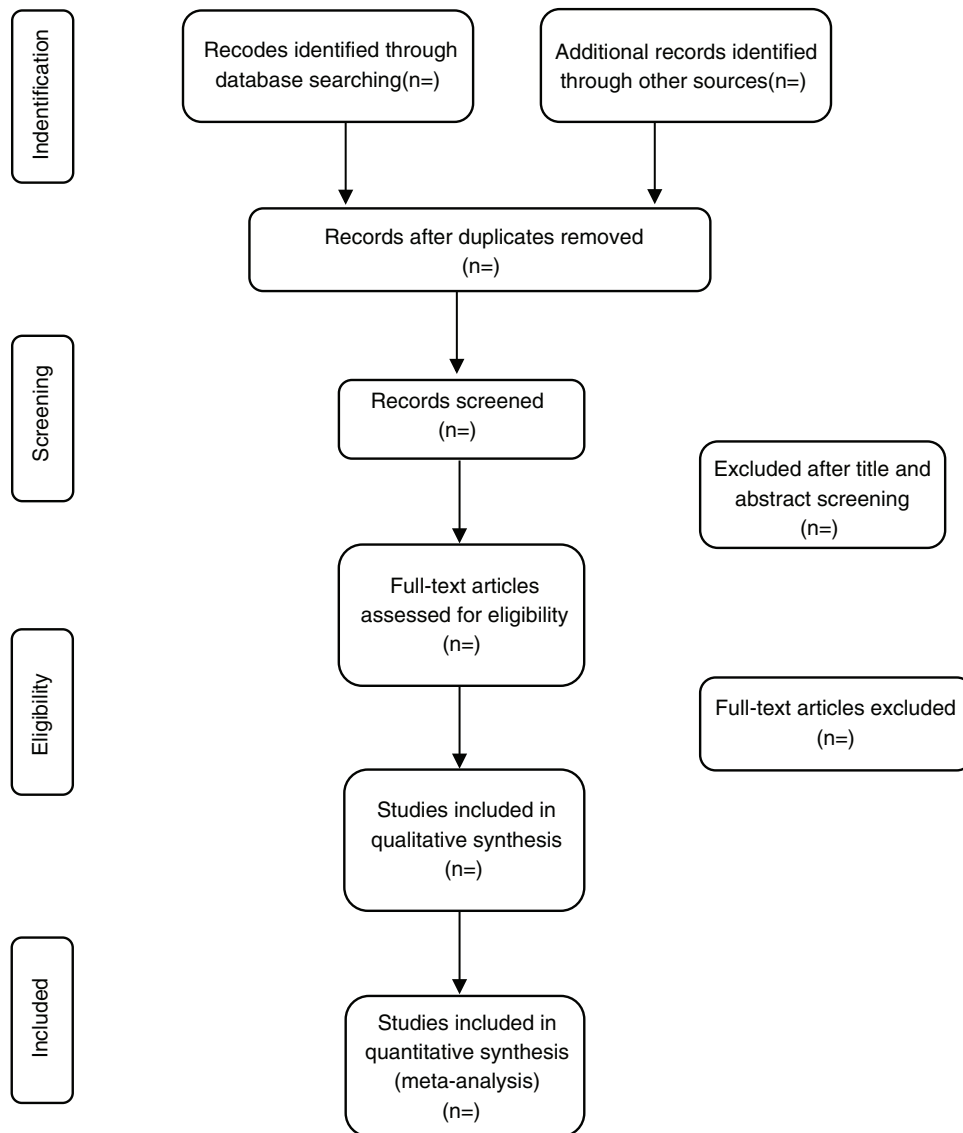 Indentification
Recodes identified through
database searching(n=)
Additional records identified
through other sources(n=)
Records after duplicates removed
(n=)
Screening
Records screened
(n=)
Excluded after title and
abstract screening
(n=)
Full-text articles
assessed for eligibility
(n=)
Eligibility
Full-text articles excluded
(n=)
Studies included in
qualitative synthesis
(n=)
Included
Studies included in
quantitative synthesis
(meta-analysis)
(n=)